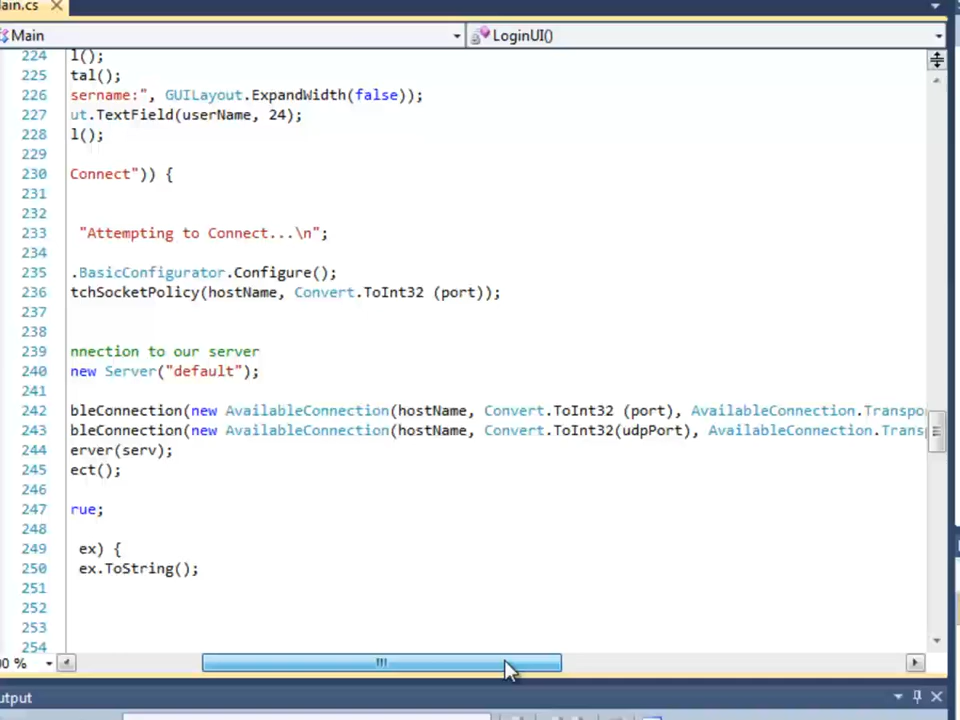 ain.cs
Main LoginUI()
224 l();
225 tal();
226 sername:", GUILayout.ExpandWidth(false));
227 ut.TextField(userName, 24);
228 l();
229
230 Connect")) {
231
232
233 "Attempting to Connect...\n";
234
235 .BasicConfigurator.Configure();
236 tchSocketPolicy(hostName, Convert.ToInt32 (port));
237
238
239 nnection to our server
240 new Server("default");
241
242 bleConnection(new AvailableConnection(hostName, Convert.ToInt32 (port), AvailableConnection.Transpo
243 bleConnection(new AvailableConnection(hostName, Convert.ToInt32(udpPort), AvailableConnection.Transp
244 erver(serv);
245 ect();
246
247 rue;
248
249 ex) {
250 ex.ToString();
251
252
253
254
00 %
utput